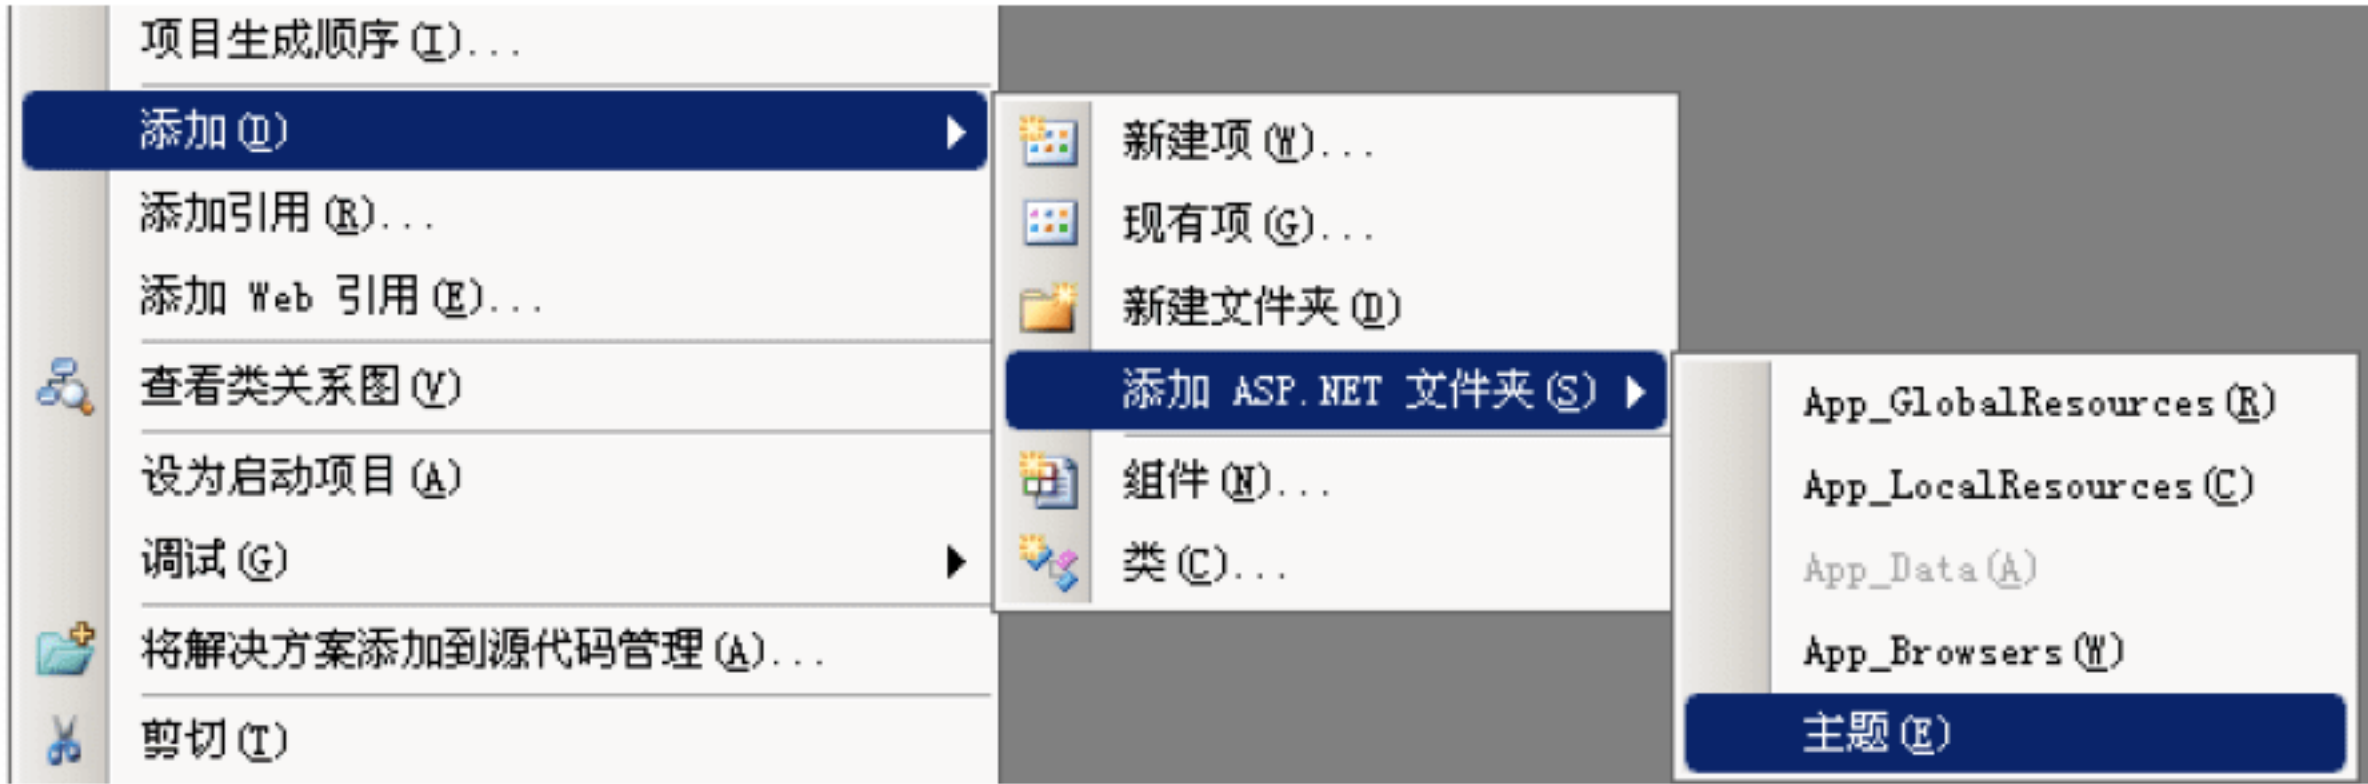 项目生成顺序(I)...
添加(D)
添加引用(R)...
添加 Web 引用(E)...
查看类关系图(V)
设为启动项目(A)
调试(G)
将解决方案添加到源代码管理(A)...
剪切(T)
新建项(W)...
现有项(G)...
新建文件夹(D)
添加 ASP.NET 文件夹(S)
组件(N)...
类(C)...
App_GlobalResources(R)
App_LocalResources(C)
App_Data(A)
App_Browsers(W)
主题(E)